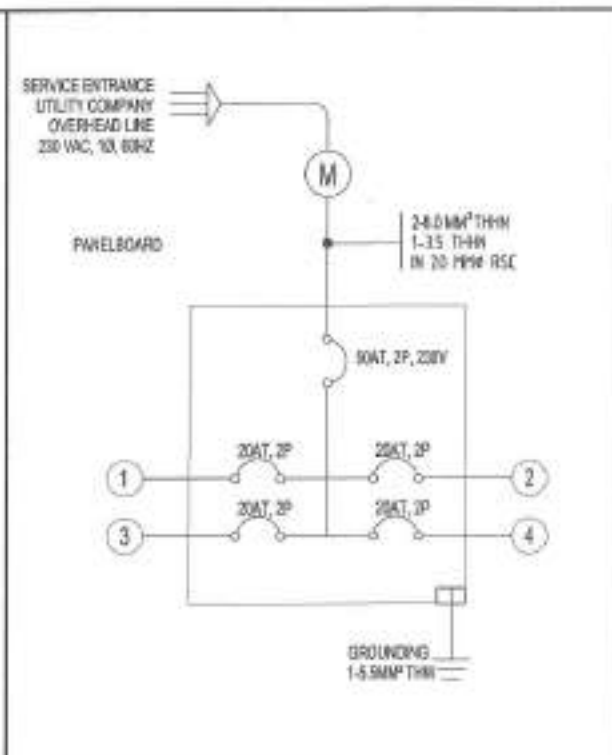 SERVICE ENTRANCE
UTILITY COMPANY
OVERHEAD LINE
230 VAC, 1Ø, 60HZ
M
2-8.0 MM² THHN
1-3.5 THHN
IN 20 MMØ RSC
PANELBOARD
90AT, 2P, 230V
20AT, 2P
20AT, 2P
1
2
20AT, 2P
20AT, 2P
3
4
GROUNDING
1-5.5MM² THW